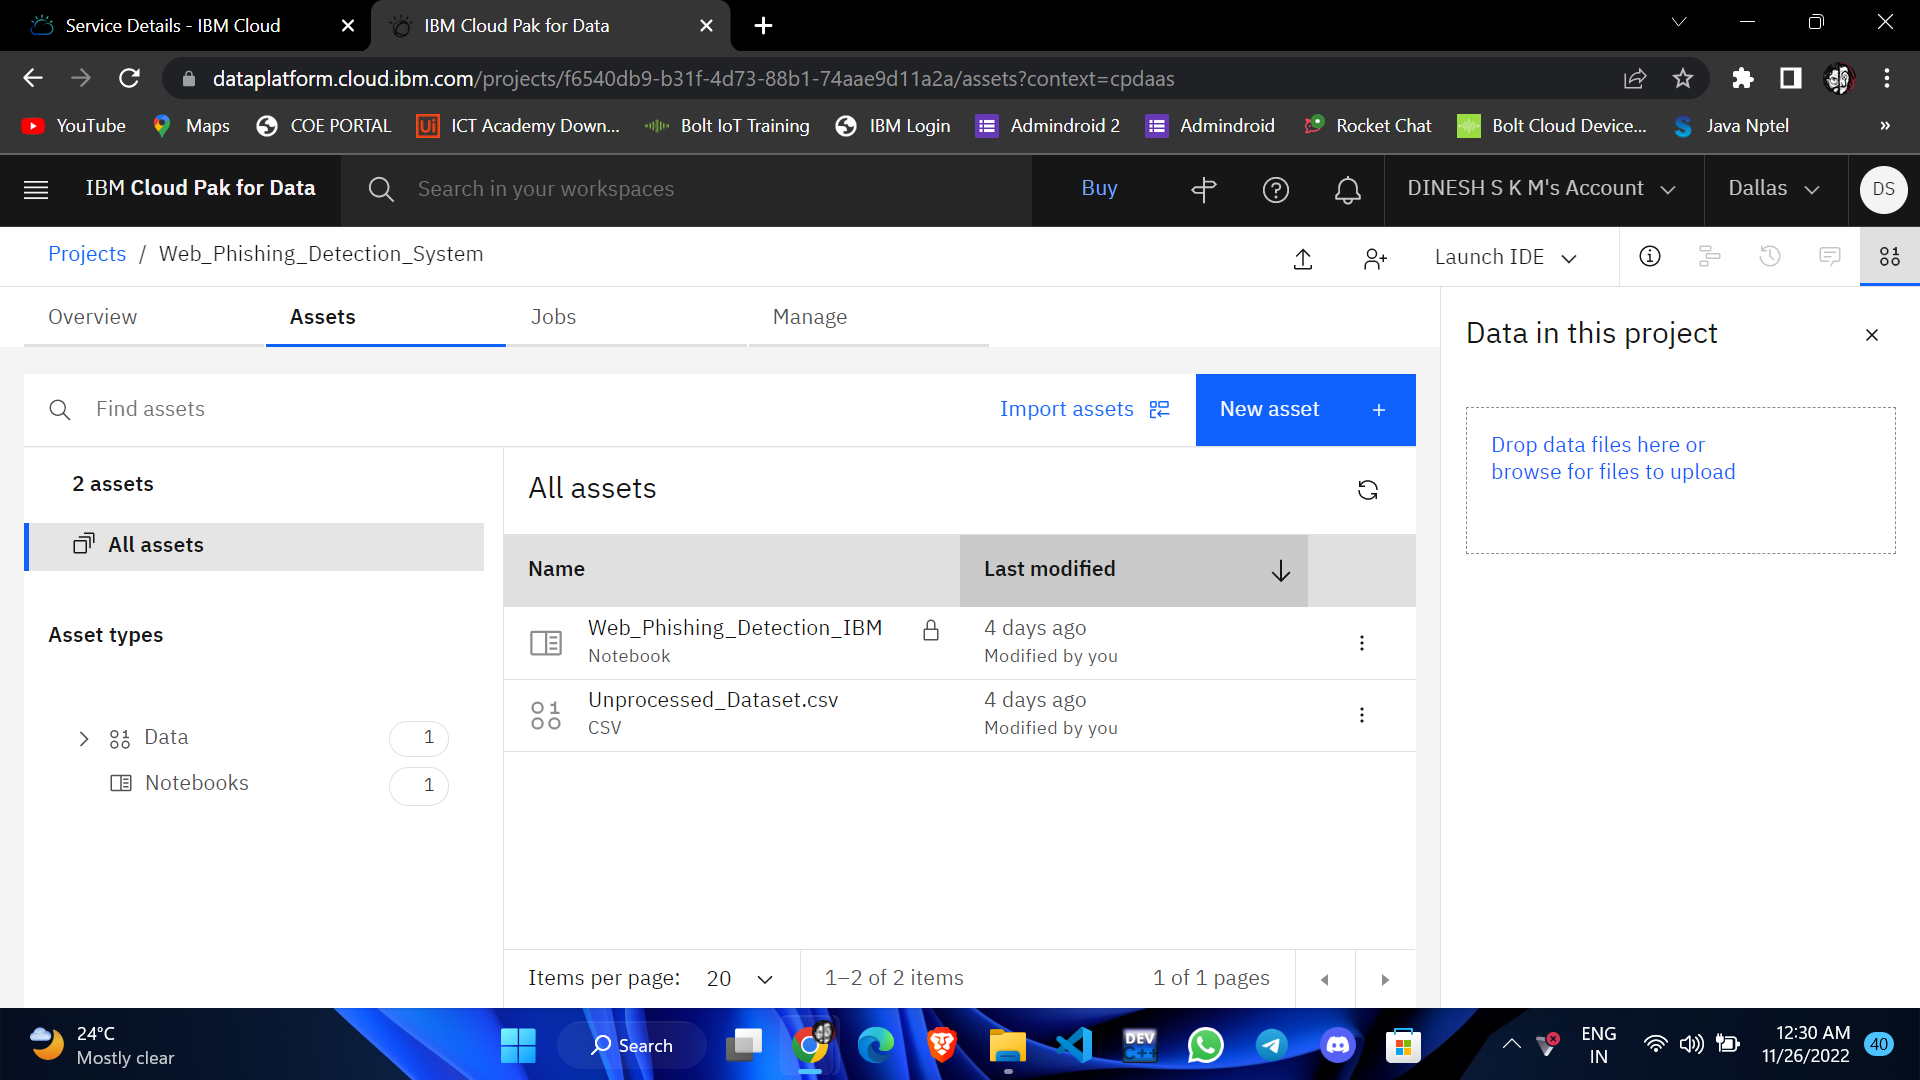 Service Details - IBM Cloud
IBM Cloud Pak for Data
dataplatform.cloud.ibm.com/projects/f6540db9-b31f-4d73-88b1-74aae9d11a2a/assets?context=cpdaas
YouTube
Maps
COE PORTAL
Ui
ICT Academy Down...
Bolt IoT Training
IBM Login
Admindroid 2
Admindroid
Rocket Chat
Bolt Cloud Device...
Java Nptel
»
IBM Cloud Pak for Data
Search in your workspaces
Buy
DINESH S K M's Account
Dallas
DS
Projects / Web_Phishing_Detection_System
Launch IDE
Overview
Assets
Jobs
Manage
Data in this project
Find assets
Import assets
New asset +
Drop data files here or
browse for files to upload
2 assets
All assets
All assets
Name
Last modified
Asset types
Web_Phishing_Detection_IBM
Notebook
4 days ago
Modified by you
Unprocessed_Dataset.csv
CSV
4 days ago
Modified by you
Data
1
Notebooks
1
Items per page: 20
1–2 of 2 items
1 of 1 pages
24°C
Mostly clear
Search
DEV
C++
ENG
IN
12:30 AM
11/26/2022
40